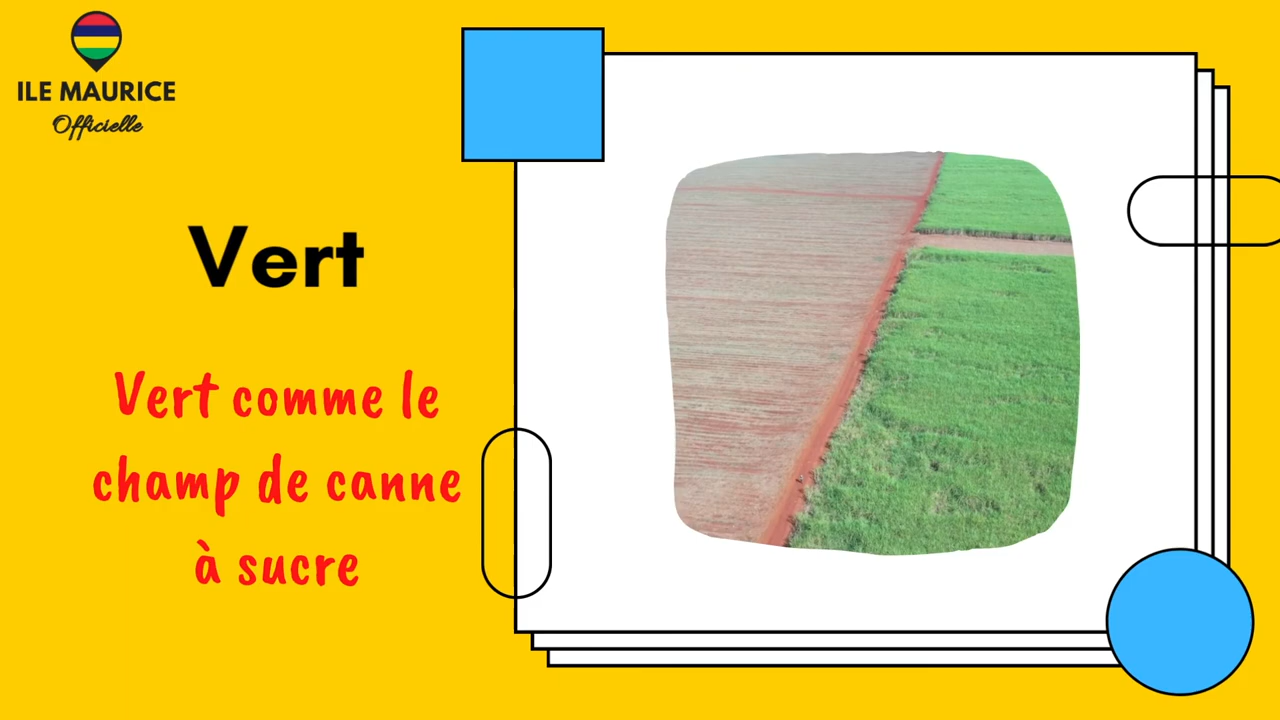 ILE MAURICE
Officielle
Vert
Vert comme le
champ de canne
à sucre